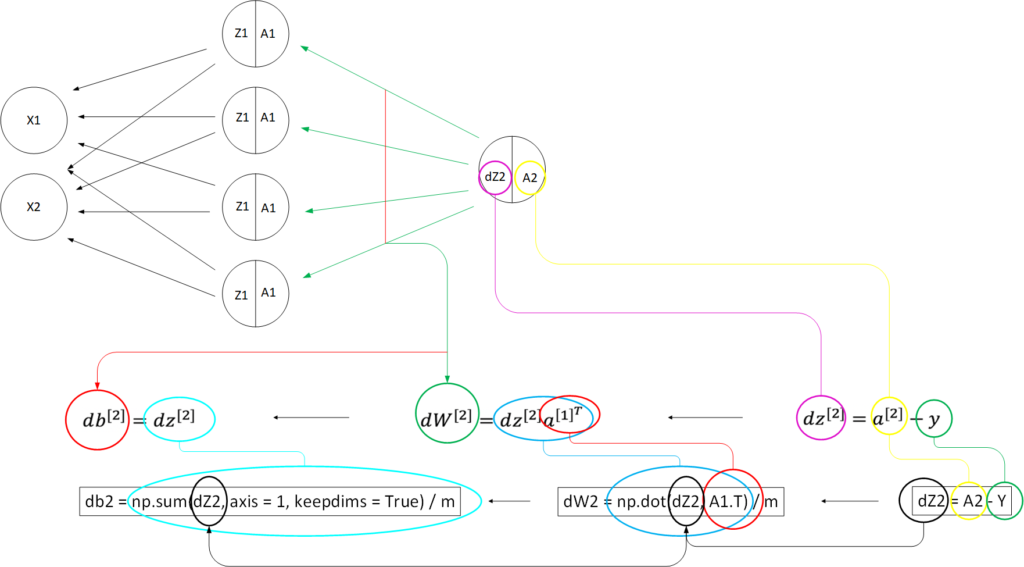 Z1 A1
X1
Z1 A1
dZ2 A2
X2
Z1 A1
Z1 A1
db^[2] = dz^[2]
dW^[2] = dz^[2] a^[1]^T
dz^[2] = a^[2] − y
db2 = np.sum(dZ2, axis = 1, keepdims = True) / m
dW2 = np.dot(dZ2, A1.T) / m
dZ2 = A2 - Y